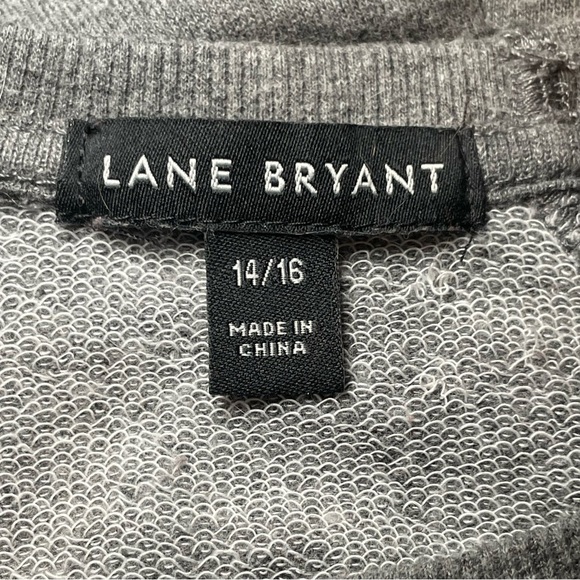 LANE BRYANT
14/16
MADE IN
CHINA